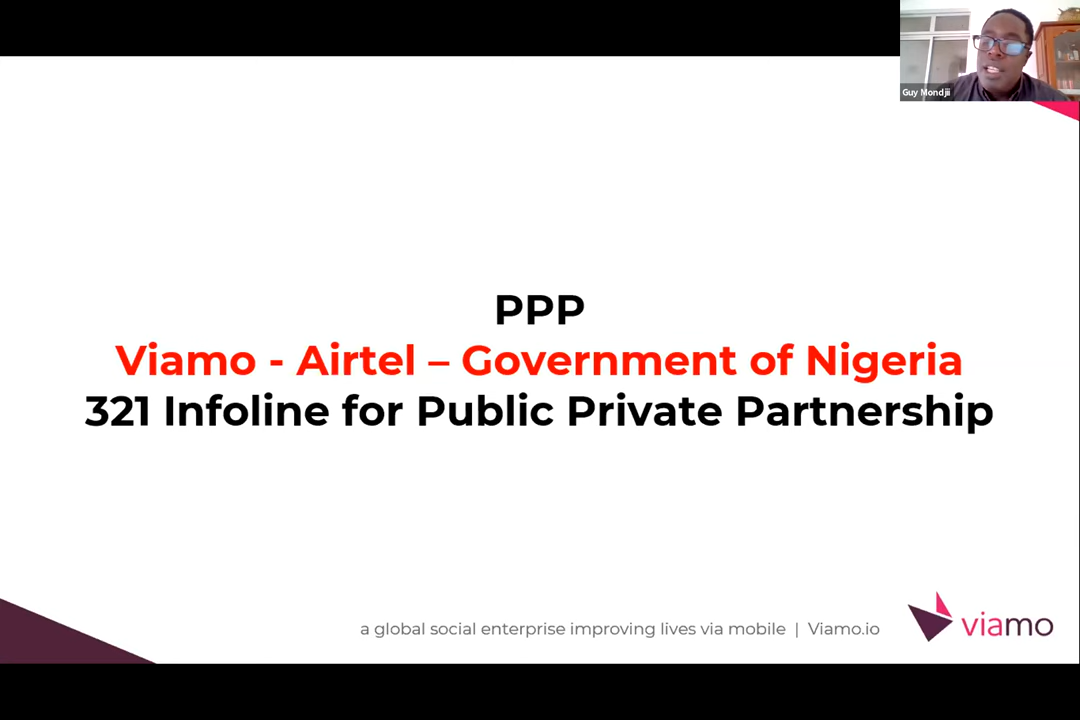 Guy Mondjii
PPP
Viamo - Airtel – Government of Nigeria
321 Infoline for Public Private Partnership
a global social enterprise improving lives via mobile | Viamo.io
viamo